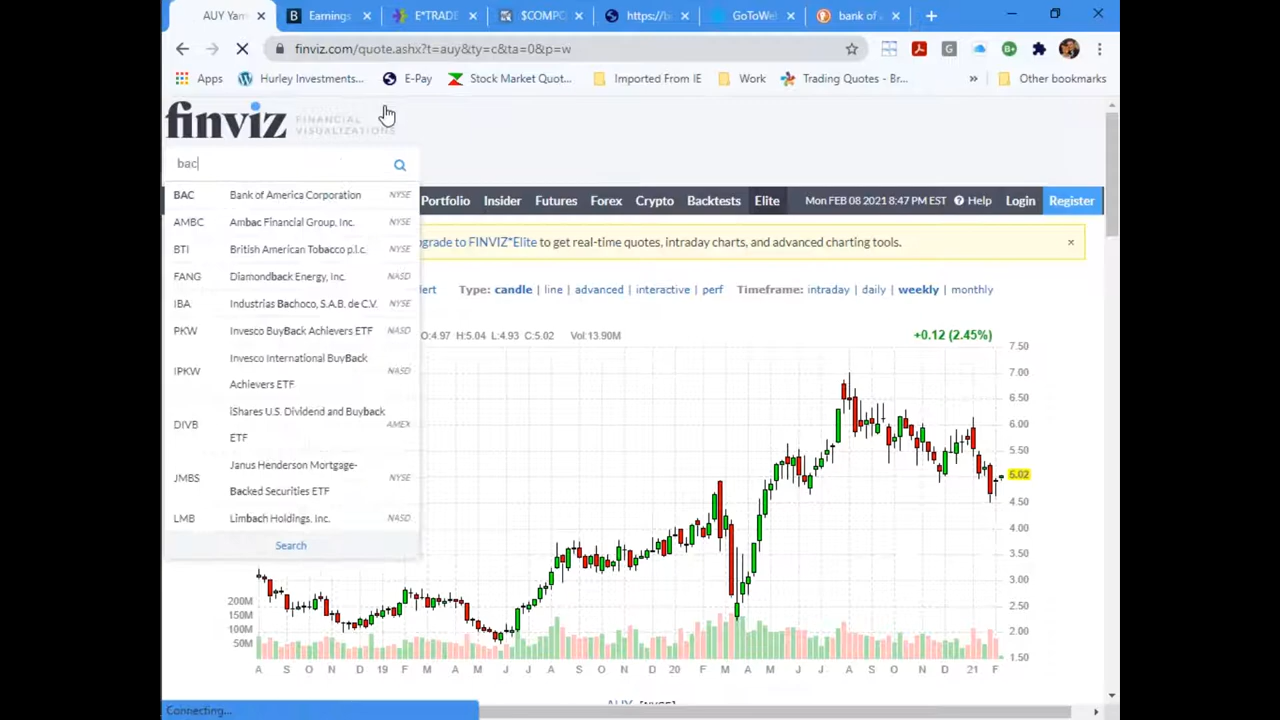 AUY Yam
Earnings
E*TRADE
$COMPQ
https://b
GoToWeb
bank of
finviz.com/quote.ashx?t=auy&ty=c&ta=0&p=w
Apps
Hurley Investments...
E-Pay
Stock Market Quot...
Imported From IE
Work
Trading Quotes - Br...
»
Other bookmarks
finviz FINANCIAL
VISUALIZATIONS
bac
BAC Bank of America Corporation NYSE
AMBC Ambac Financial Group, Inc. NYSE
BTI British American Tobacco p.l.c. NYSE
FANG Diamondback Energy, Inc. NASD
IBA Industrias Bachoco, S.A.B. de C.V. NYSE
PKW Invesco BuyBack Achievers ETF NASD
IPKW Invesco International BuyBack Achievers ETF NASD
DIVB iShares U.S. Dividend and Buyback ETF AMEX
JMBS Janus Henderson Mortgage-Backed Securities ETF NYSE
LMB Limbach Holdings, Inc. NASD
Search
Portfolio Insider Futures Forex Crypto Backtests Elite Mon FEB 08 2021 8:47 PM EST Help Login Register
grade to FINVIZ*Elite to get real-time quotes, intraday charts, and advanced charting tools. ×
lert Type: candle | line | advanced | interactive | perf Timeframe: intraday | daily | weekly | monthly
O:4.97 H:5.04 L:4.93 C:5.02 Vol:13.90M +0.12 (2.45%)
7.50
7.00
6.50
6.00
5.50
5.02
4.50
4.00
3.50
3.00
2.50
2.00
1.50
200M
150M
100M
50M
A S O N D 19 F M A M J J A S O N D 20 F M A M J J A S O N D 21 F
AUY [NYSE]
Connecting...